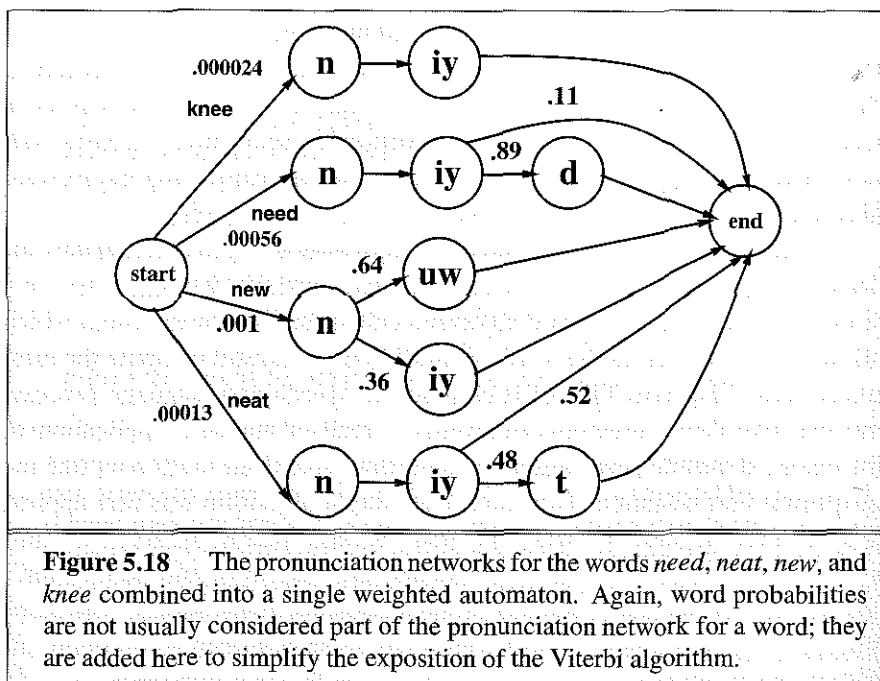 .000024
n
iy
knee
.11
n
iy
.89
d
need
.00056
end
start
new
.001
.64
uw
n
.36
iy
.00013
neat
.52
n
iy
.48
t
Figure 5.18 The pronunciation networks for the words need, neat, new, and
knee combined into a single weighted automaton. Again, word probabilities
are not usually considered part of the pronunciation network for a word; they
are added here to simplify the exposition of the Viterbi algorithm.